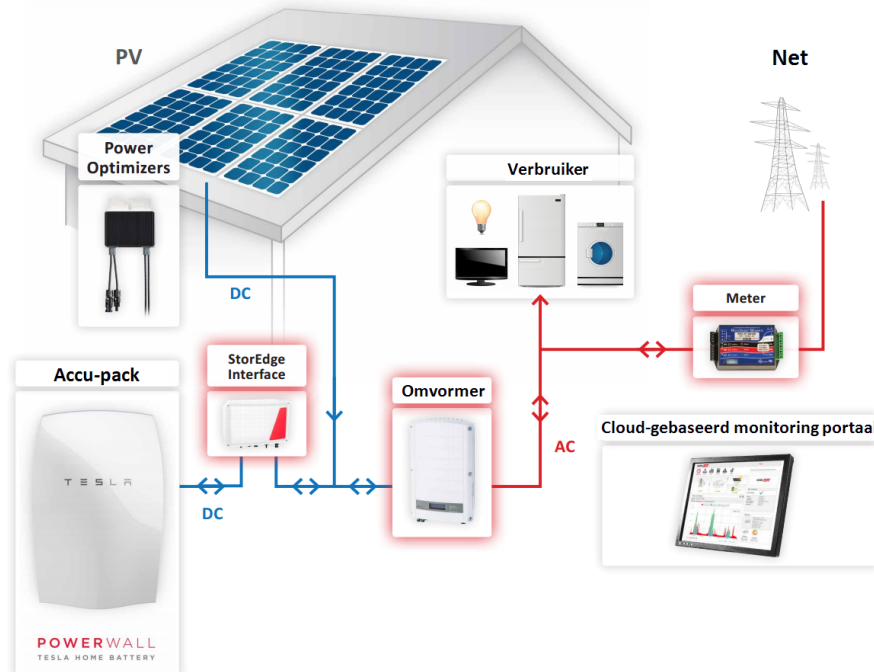 PV
Net
Power
Optimizers
Verbruiker
DC
Meter
StorEdge
Interface
Accu-pack
Omvormer
TESLA
DC
AC
Cloud-gebaseerd monitoring portaal
POWERWALL
TESLA HOME BATTERY